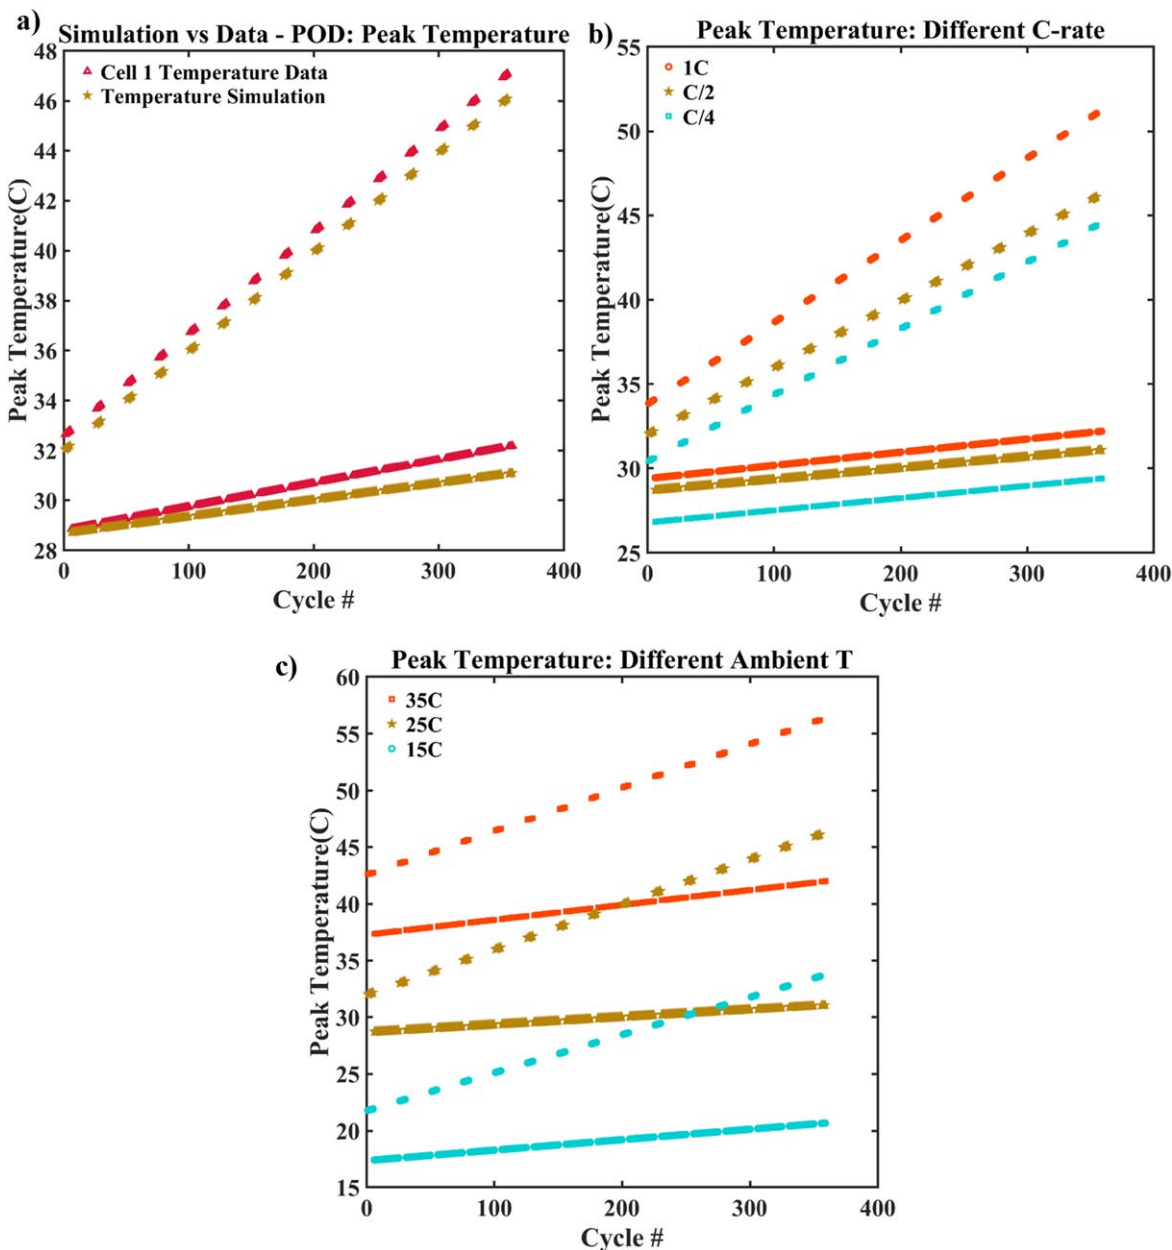 a)
Simulation vs Data - POD: Peak Temperature
48
46
44
42
40
38
36
34
32
30
28
Peak Temperature(C)
Cell 1 Temperature Data
Temperature Simulation
0 100 200 300 400
Cycle #
b)
Peak Temperature: Different C-rate
55
50
45
40
35
30
25
Peak Temperature(C)
1C
C/2
C/4
0 100 200 300 400
Cycle #
c)
Peak Temperature: Different Ambient T
60
55
50
45
40
35
30
25
20
15
Peak Temperature(C)
35C
25C
15C
0 100 200 300 400
Cycle #